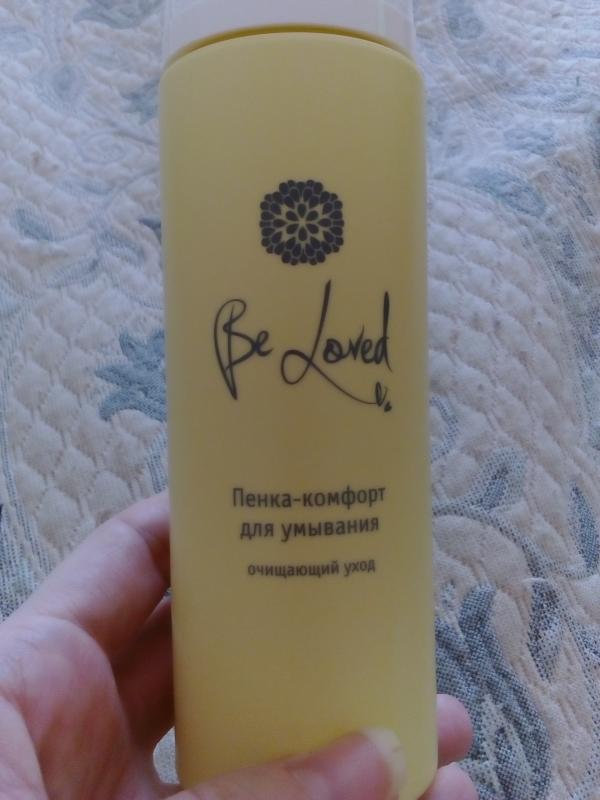 Be Loved
Пенка-комфорт
для умывания
очищающий уход